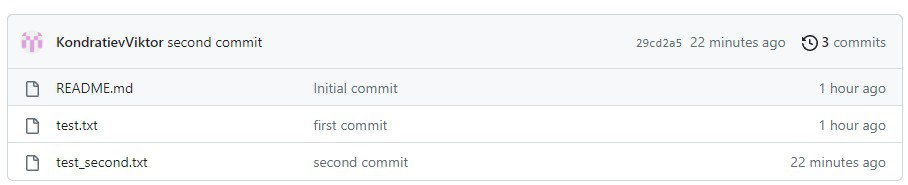 KondratievViktor second commit 29cd2a5 22 minutes ago 3 commits
README.md Initial commit 1 hour ago
test.txt first commit 1 hour ago
test_second.txt second commit 22 minutes ago